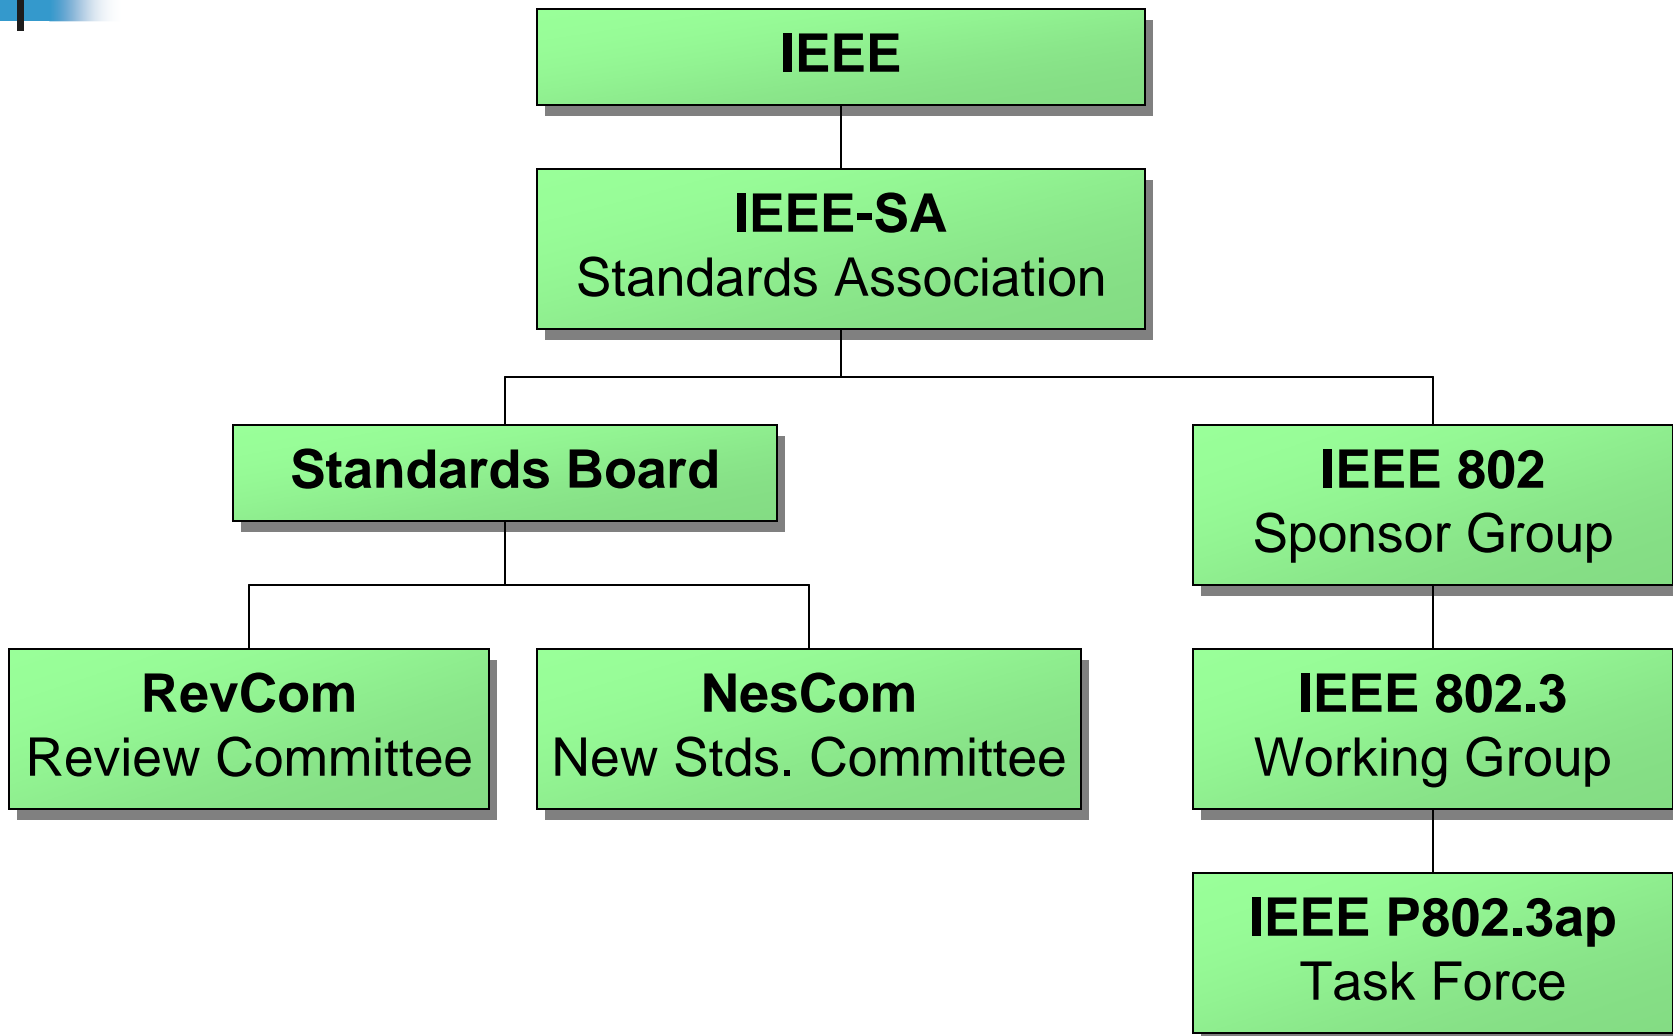 IEEE
IEEE-SA
Standards Association
Standards Board
IEEE 802
Sponsor Group
RevCom
Review Committee
NesCom
New Stds. Committee
IEEE 802.3
Working Group
IEEE P802.3ap
Task Force